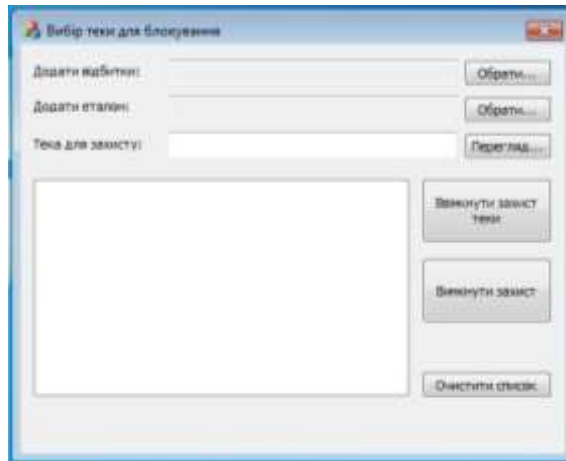 Вибір теки для блокування
Додати відбитки: Обрати...
Додати еталон: Обрати...
Тека для захисту: Перегляд...
Ввімкнути захист
теки
Вимкнути захист
Очистити список